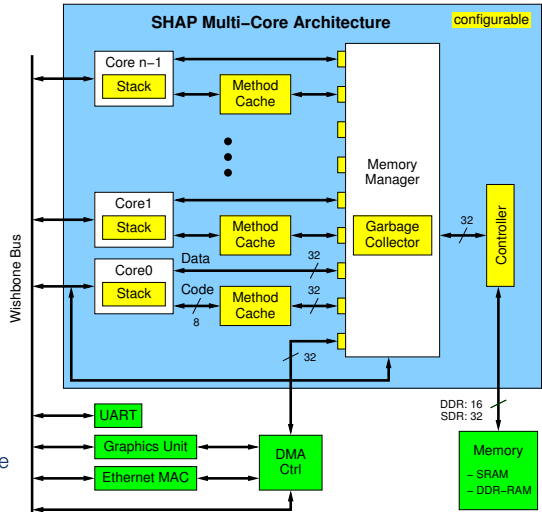 SHAP Multi−Core Architecture
configurable
Core n−1
Stack
Method
Cache
Memory
Manager
Core1
Stack
Method
Cache
Garbage
Collector
32
Controller
Wishbone Bus
Core0
Stack
Data
32
Code
8
Method
Cache
32
32
DDR: 16
SDR: 32
UART
Graphics Unit
Ethernet MAC
DMA
Ctrl
Memory
− SRAM
− DDR−RAM
e